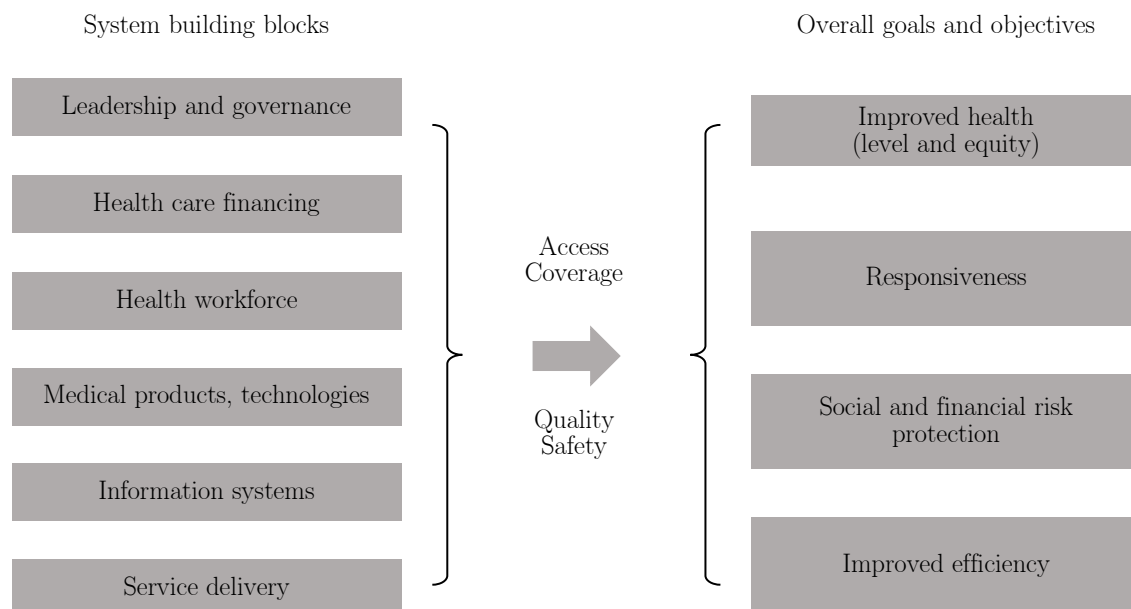 System building blocks
Overall goals and objectives
Leadership and governance
Health care financing
Health workforce
Medical products, technologies
Information systems
Service delivery
Access
Coverage
Quality
Safety
Improved health
(level and equity)
Responsiveness
Social and financial risk
protection
Improved efficiency